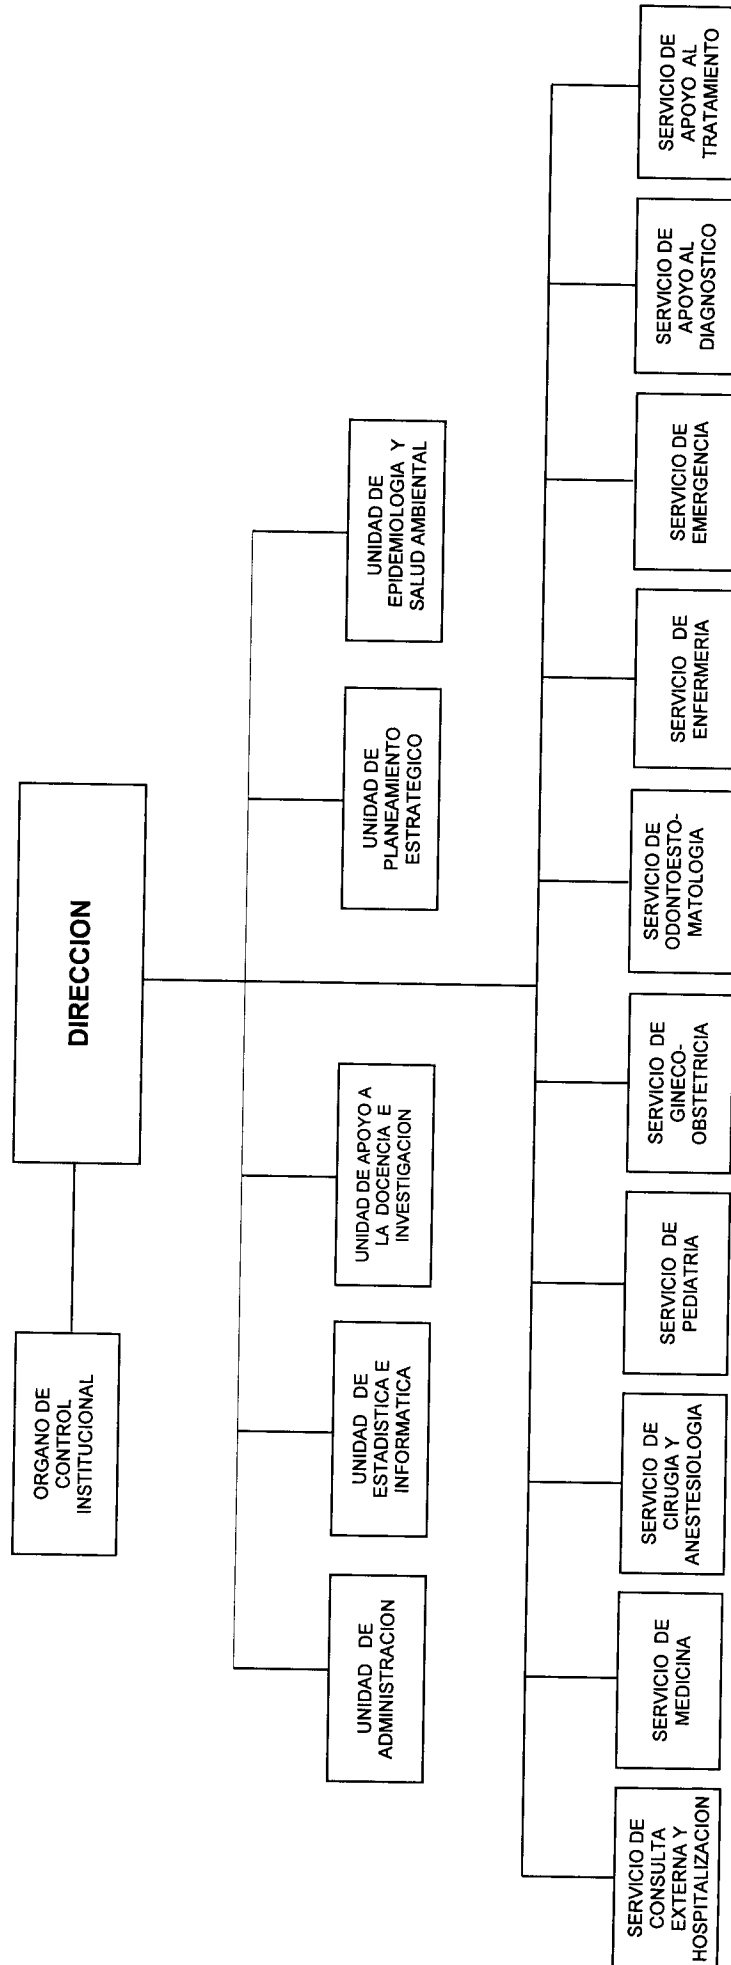 DIRECCION
ORGANO DE
CONTROL
INSTITUCIONAL
UNIDAD DE
ADMINISTRACION
UNIDAD DE
ESTADISTICA E
INFORMATICA
UNIDAD DE APOYO A
LA DOCENCIA E
INVESTIGACION
UNIDAD DE
PLANEAMIENTO
ESTRATEGICO
UNIDAD DE
EPIDEMIOLOGIA Y
SALUD AMBIENTAL
SERVICIO DE
CONSULTA
EXTERNA Y
HOSPITALIZACION
SERVICIO DE
MEDICINA
SERVICIO DE
CIRUGIA Y
ANESTESIOLOGIA
SERVICIO DE
PEDIATRIA
SERVICIO DE
GINECO-
OBSTETRICIA
SERVICIO DE
ODONTOESTO-
MATOLOGIA
SERVICIO DE
ENFERMERIA
SERVICIO DE
EMERGENCIA
SERVICIO DE
APOYO AL
DIAGNOSTICO
SERVICIO DE
APOYO AL
TRATAMIENTO